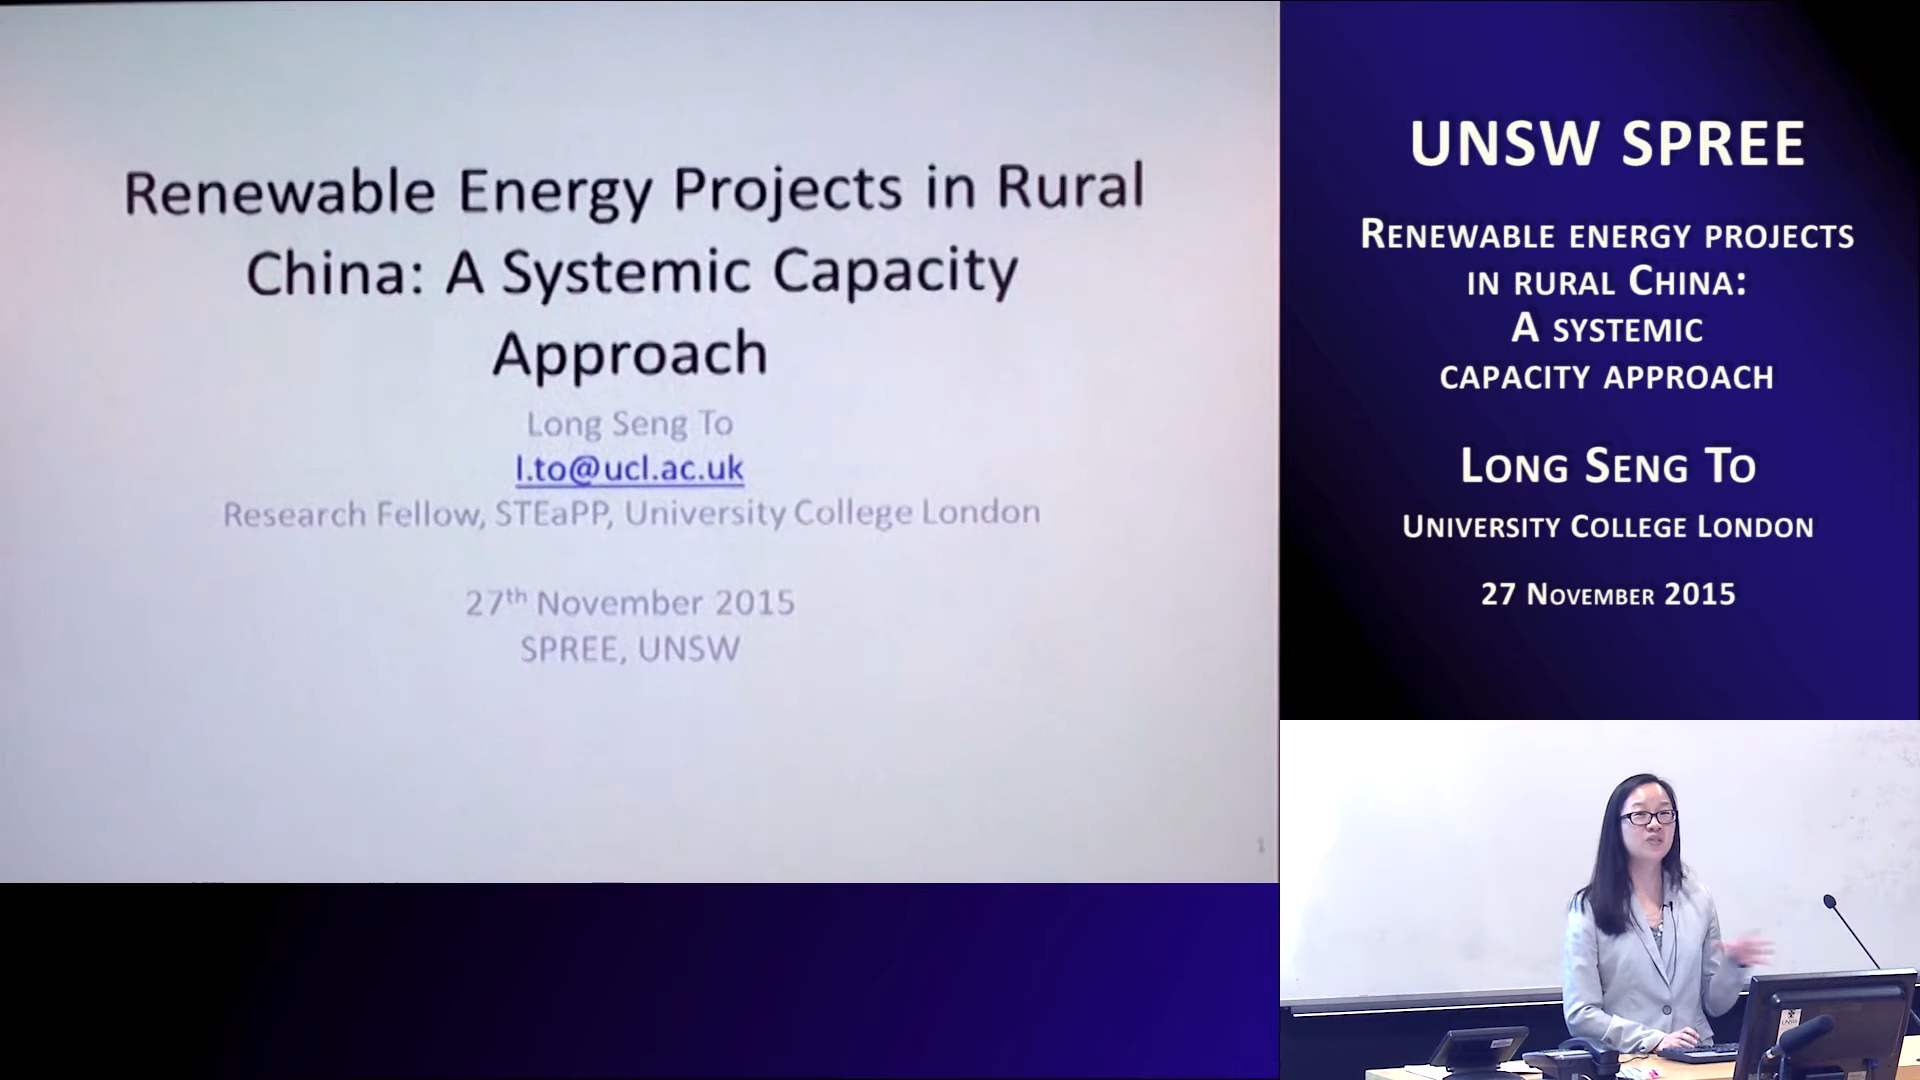 Renewable Energy Projects in Rural
China: A Systemic Capacity
Approach
Long Seng To
l.to@ucl.ac.uk
Research Fellow, STEaPP, University College London
27th November 2015
SPREE, UNSW
1
UNSW SPREE
Renewable energy projects
in rural China:
A systemic
capacity approach
Long Seng To
University College London
27 November 2015
UNSW